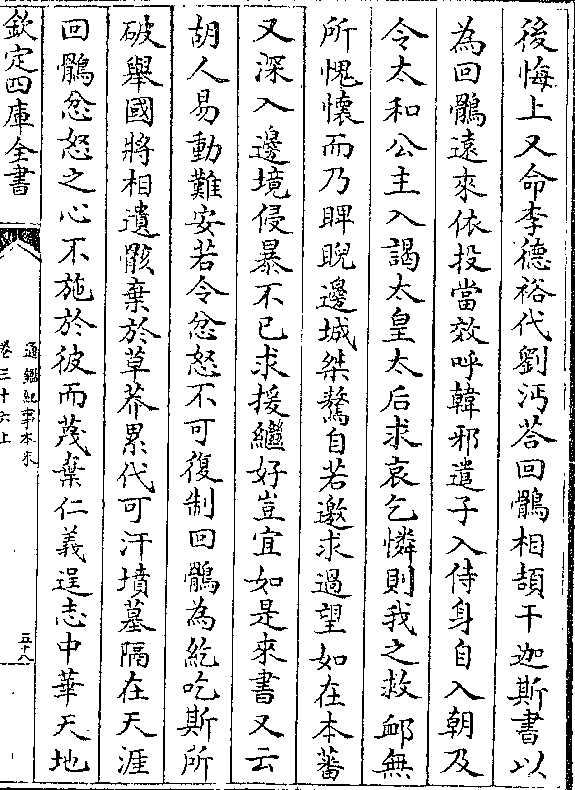 後悔上又命李德裕代劉沔荅回鶻相頡干迦斯書以
為回鶻遠來依投當效呼韓邪遣子入侍身自入朝及
令太和公主入謁太皇太后求哀乞憐則我之救䘏無
所愧懷而乃睥睨邊城桀驁自若邀求過望如在本蕃
又深入邊境侵暴不已求援繼好豈宜如是來書又云
胡人易動難安若令忿怒不可復制回鶻為紇吃斯所
破舉國將相遺骸棄於草莽累代可汗墳墓隔在天涯
回鶻忿怒之心不施於彼而蔑棄仁義逞志中華天地
欽定四庫全書
通鑑紀事本末
卷三十六上
五十八